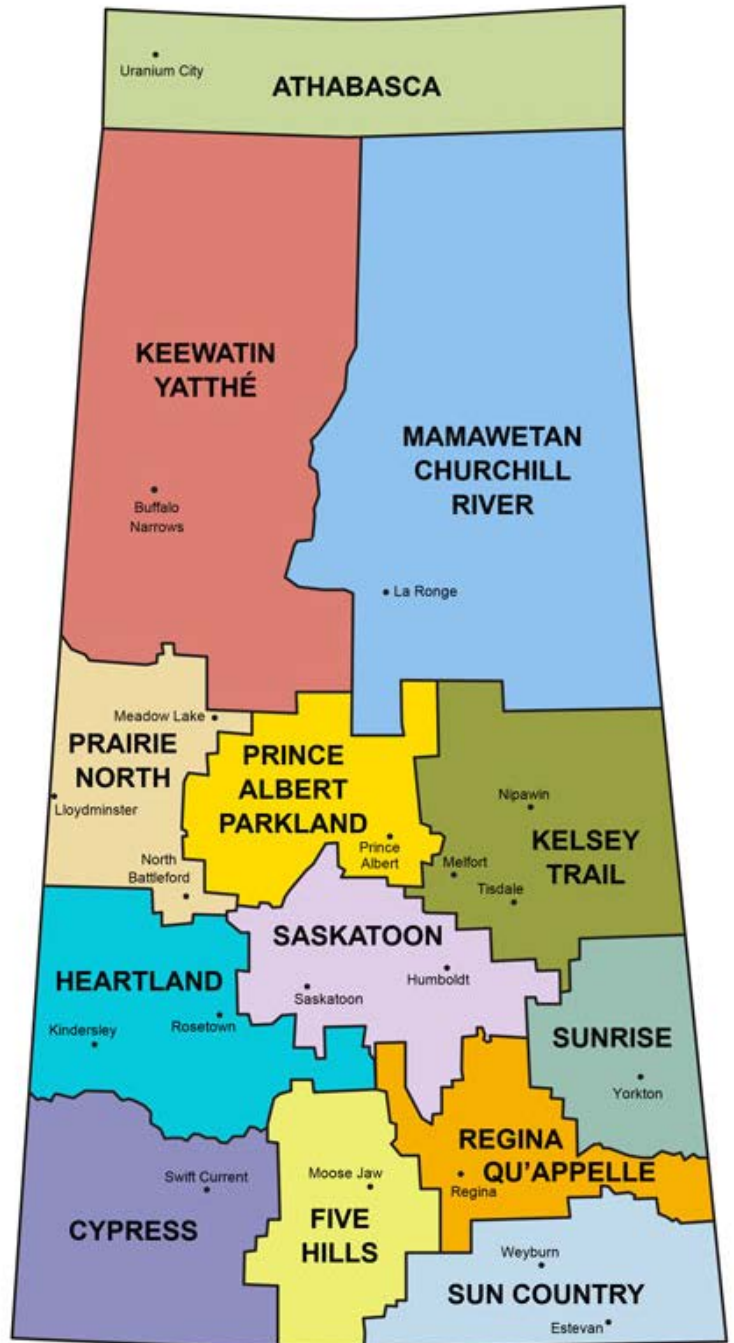 Uranium City
ATHABASCA
KEEWATIN
YATTHÉ
MAMAWETAN
CHURCHILL
RIVER
Buffalo
Narrows
La Ronge
Meadow Lake
PRAIRIE
NORTH
Lloydminster
North
Battleford
PRINCE
ALBERT
PARKLAND
Prince
Albert
Nipawin
KELSEY
TRAIL
Melfort
Tisdale
SASKATOON
Humboldt
Saskatoon
HEARTLAND
Rosetown
Kindersley
SUNRISE
Yorkton
REGINA
QU'APPELLE
Regina
Swift Current
CYPRESS
Moose Jaw
FIVE
HILLS
Weyburn
SUN COUNTRY
Estevan